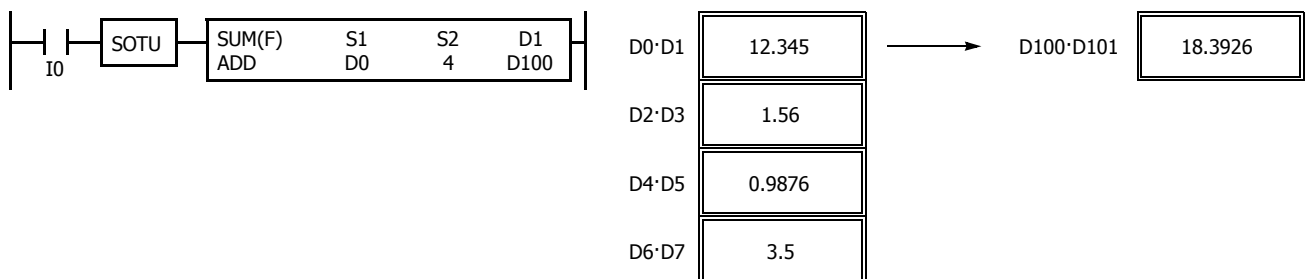 SOTU
SUM(F) S1 S2 D1
ADD D0 4 D100
I0
D0·D1 12.345 D100·D101 18.3926
D2·D3 1.56
D4·D5 0.9876
D6·D7 3.5